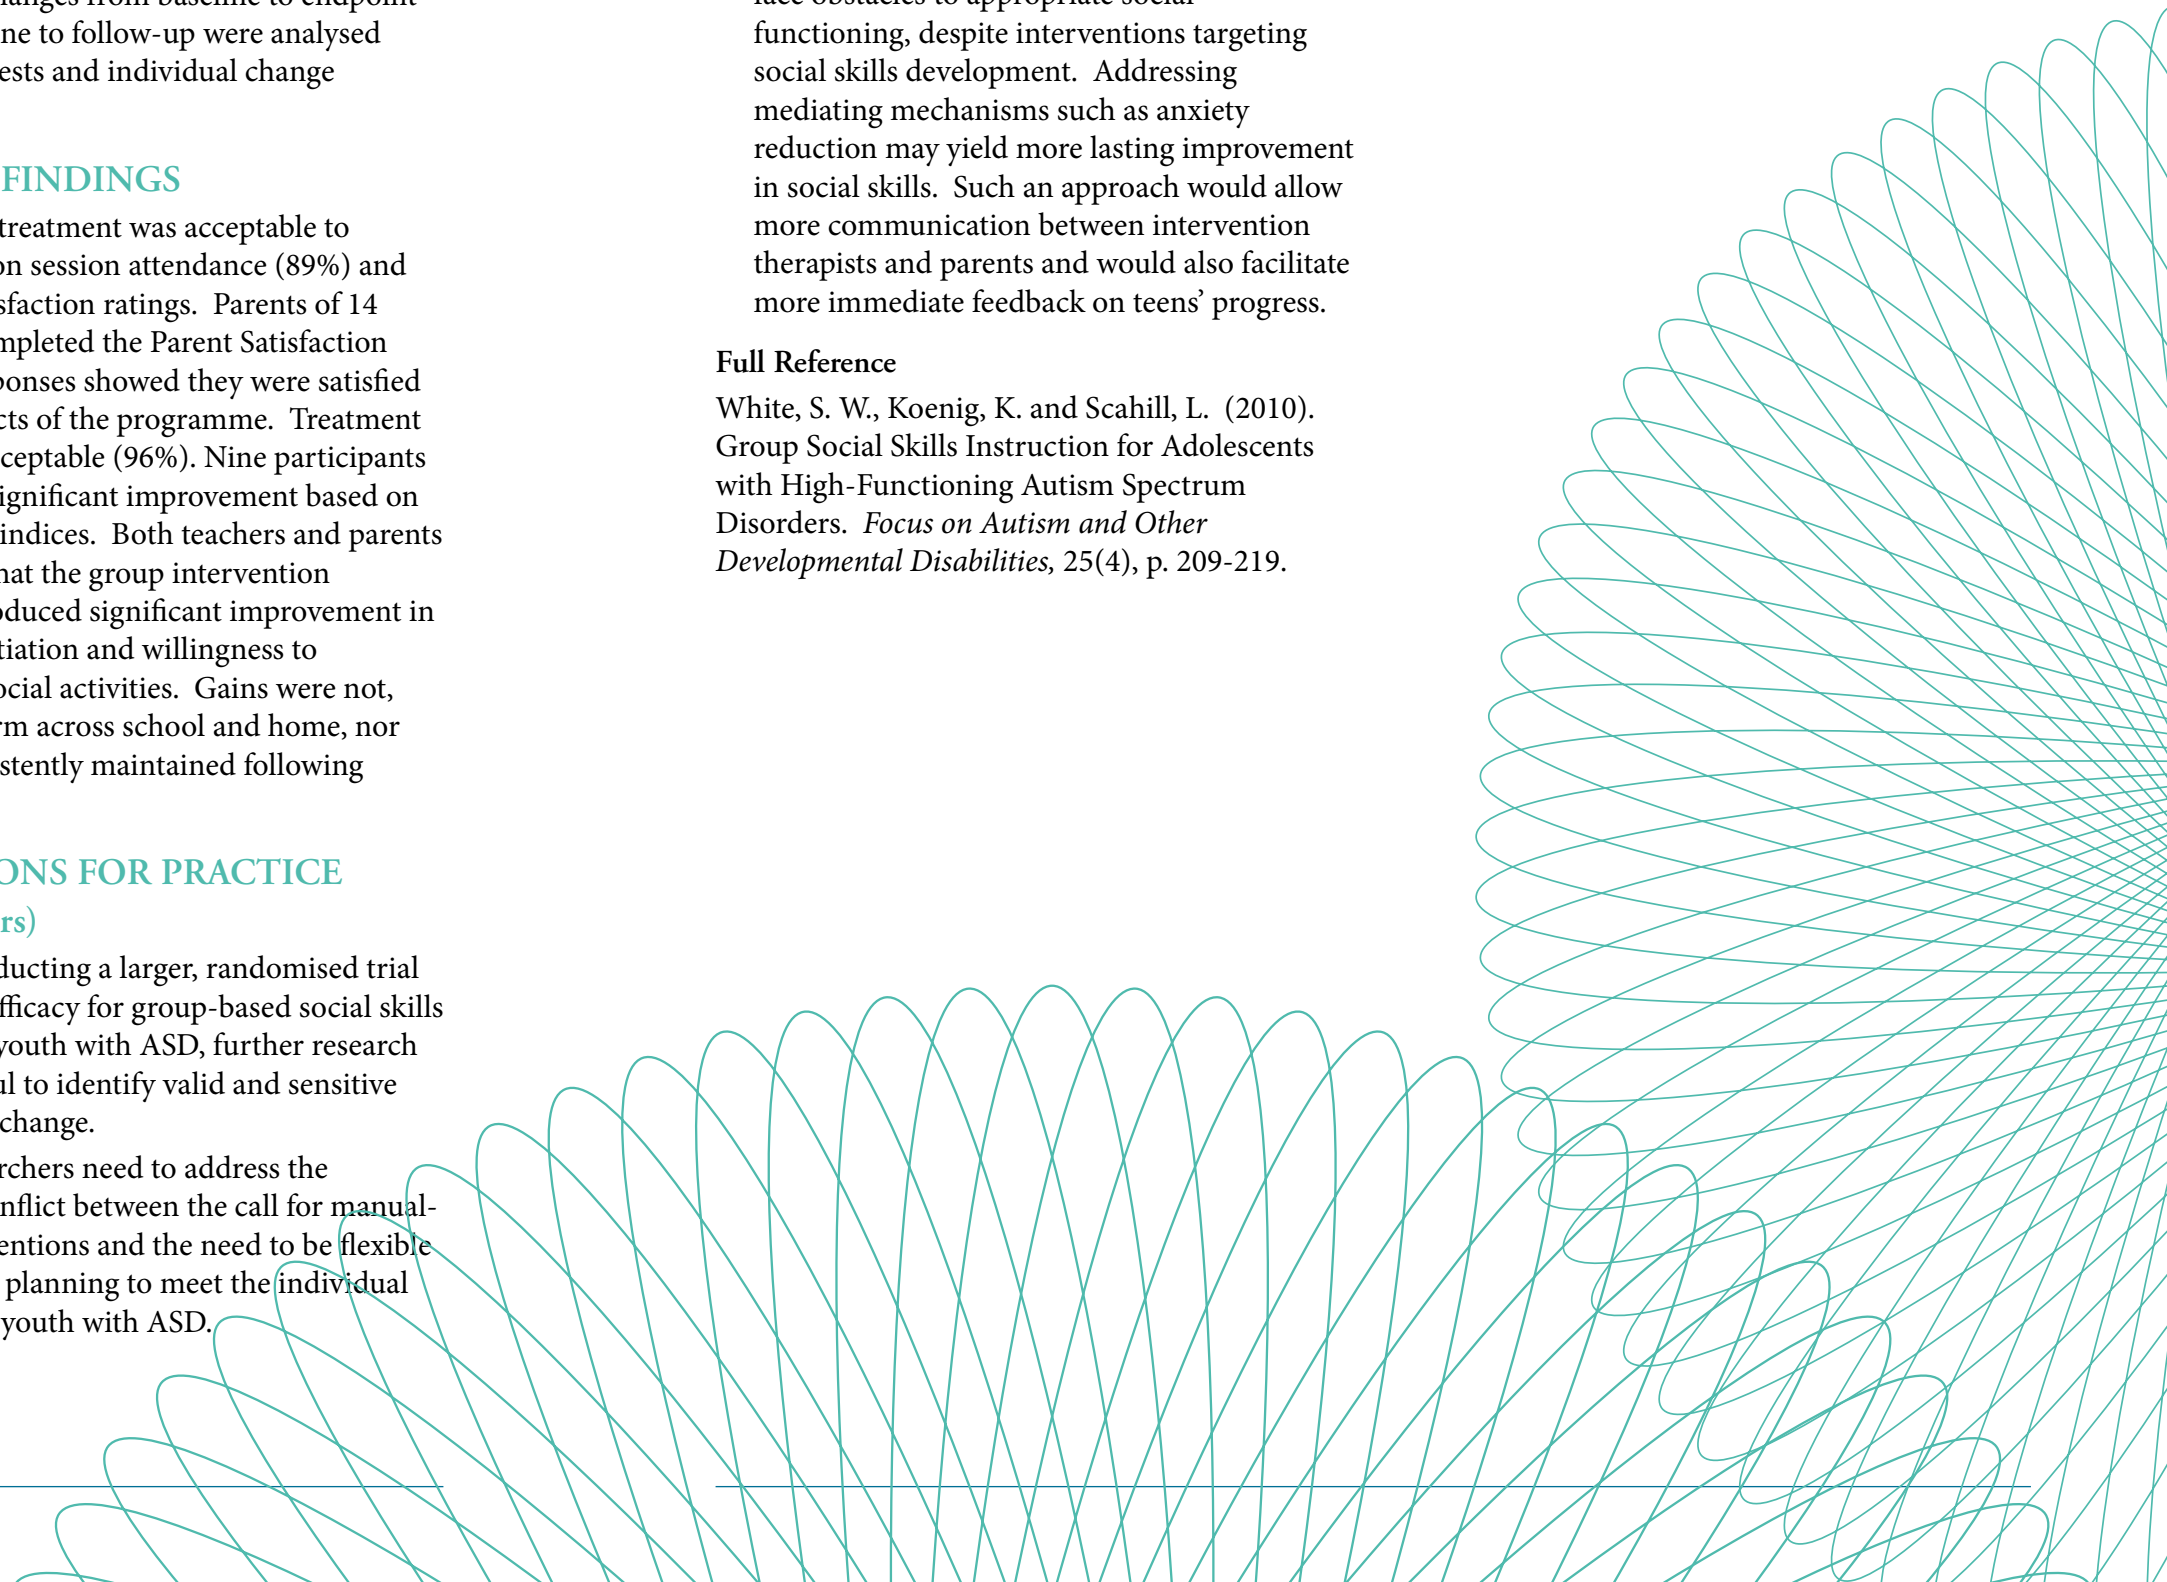 ne to follow-up were analysed
ests and individual change
FINDINGS
treatment was acceptable to
on session attendance (89%) and
sfaction ratings. Parents of 14
mpleted the Parent Satisfaction
ponses showed they were satisfied
cts of the programme. Treatment
ceptable (96%). Nine participants
ignificant improvement based on
indices. Both teachers and parents
hat the group intervention
oduced significant improvement in
tiation and willingness to
ocial activities. Gains were not,
rm across school and home, nor
stently maintained following
ONS FOR PRACTICE
rs)
ducting a larger, randomised trial
fficacy for group-based social skills
youth with ASD, further research
ul to identify valid and sensitive
change.
rchers need to address the
nflict between the call for manual-
entions and the need to be flexible
planning to meet the individual
youth with ASD.
functioning, despite interventions targeting
social skills development. Addressing
mediating mechanisms such as anxiety
reduction may yield more lasting improvement
in social skills. Such an approach would allow
more communication between intervention
therapists and parents and would also facilitate
more immediate feedback on teens’ progress.
Full Reference
White, S. W., Koenig, K. and Scahill, L. (2010).
Group Social Skills Instruction for Adolescents
with High-Functioning Autism Spectrum
Disorders. Focus on Autism and Other
Developmental Disabilities, 25(4), p. 209-219.